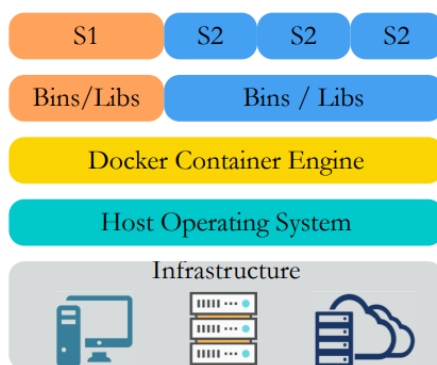 S1 S2 S2 S2
Bins/Libs Bins / Libs
Docker Container Engine
Host Operating System
Infrastructure